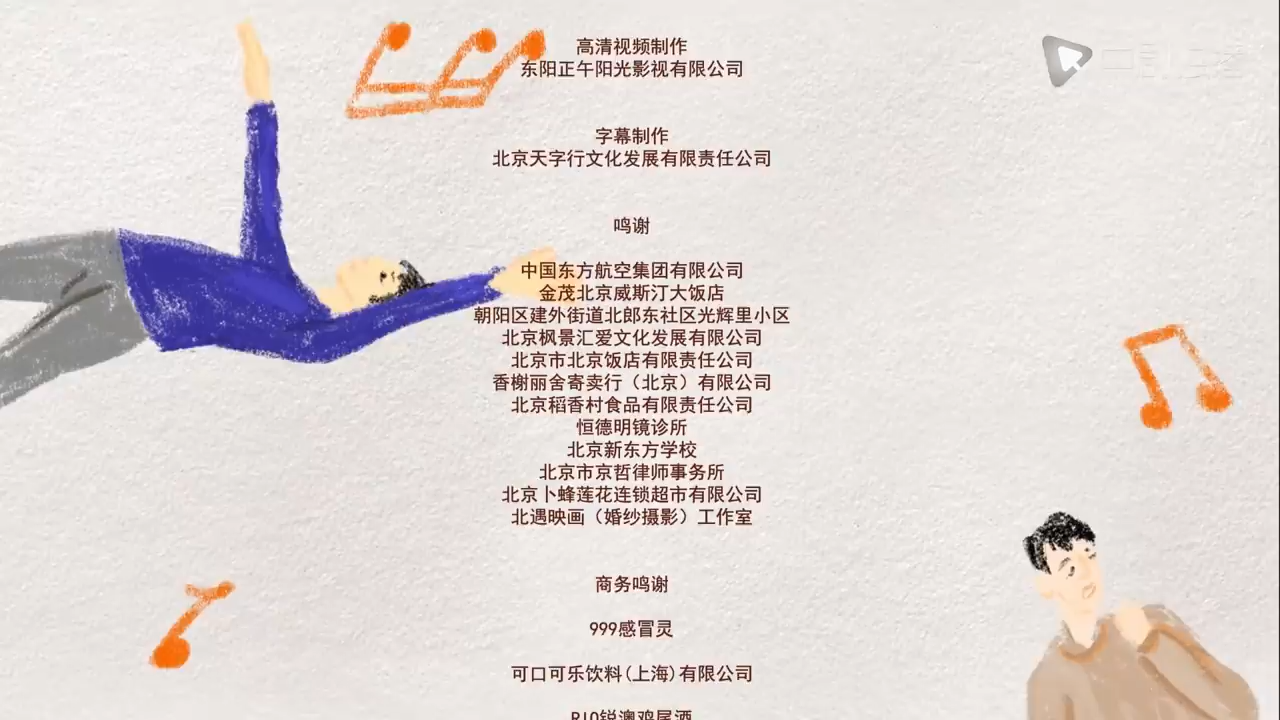 高清视频制作
东阳正午阳光影视有限公司
字幕制作
北京天字行文化发展有限责任公司
鸣谢
中国东方航空集团有限公司
金茂北京威斯汀大饭店
朝阳区建外街道北郎东社区光辉里小区
北京枫景汇爱文化发展有限公司
北京市北京饭店有限责任公司
香榭丽舍寄卖行（北京）有限公司
北京稻香村食品有限责任公司
恒德明镜诊所
北京新东方学校
北京市京哲律师事务所
北京卜蜂莲花连锁超市有限公司
北遇映画（婚纱摄影）工作室
商务鸣谢
999感冒灵
可口可乐饮料(上海)有限公司
RIO锐澳鸡尾酒